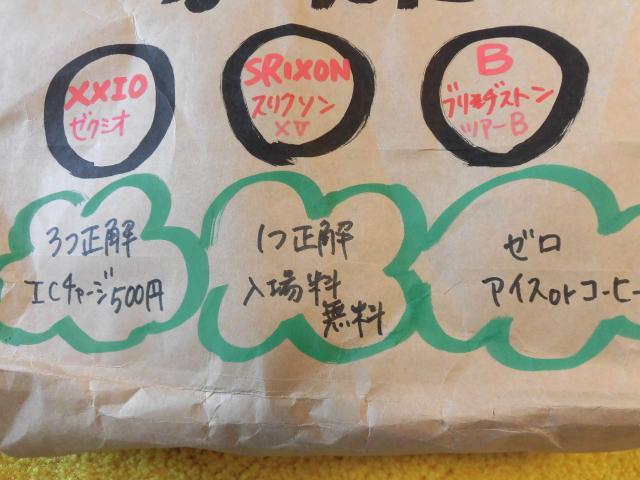 XXIO
ゼクシオ
SRIXON
スリクソン
XV
B
ブリヂストン
ツアーB
3つ正解
ICチャージ500円
1つ正解
入場料
無料
ゼロ
アイスorコーヒー